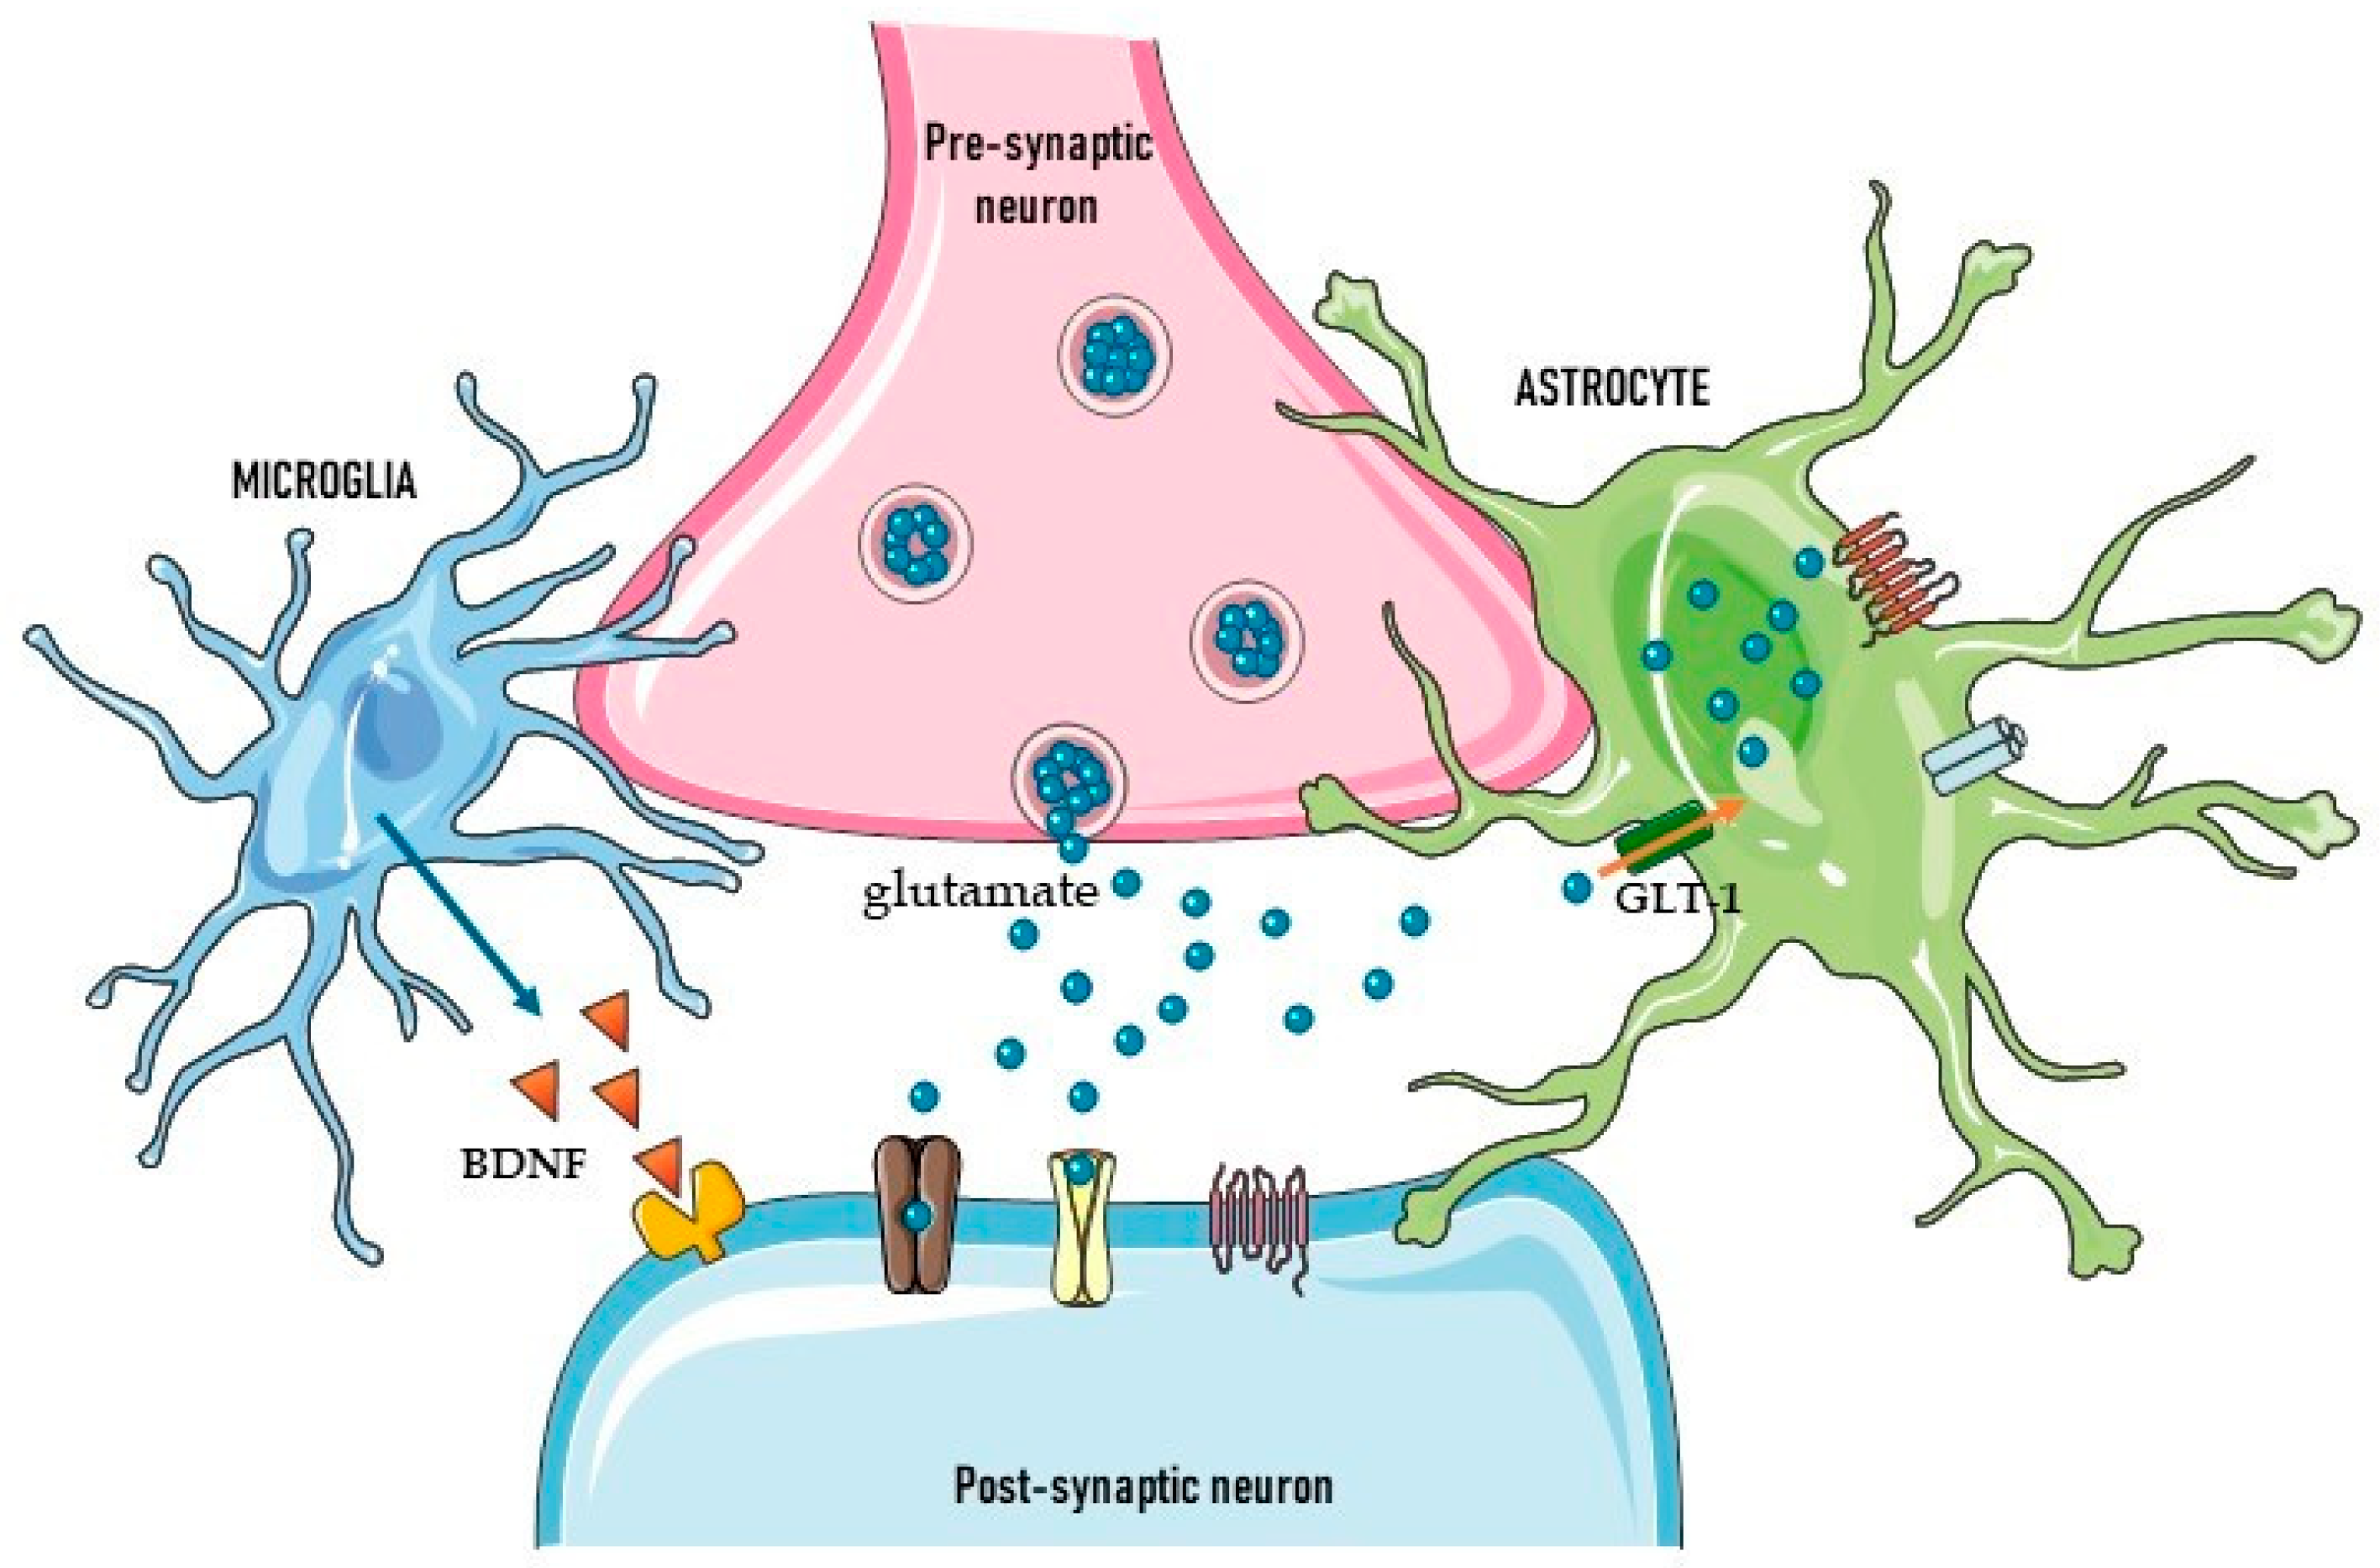 Pre-synaptic
neuron
ASTROCYTE
MICROGLIA
glutamate
GLT-1
BDNF
Post-synaptic neuron